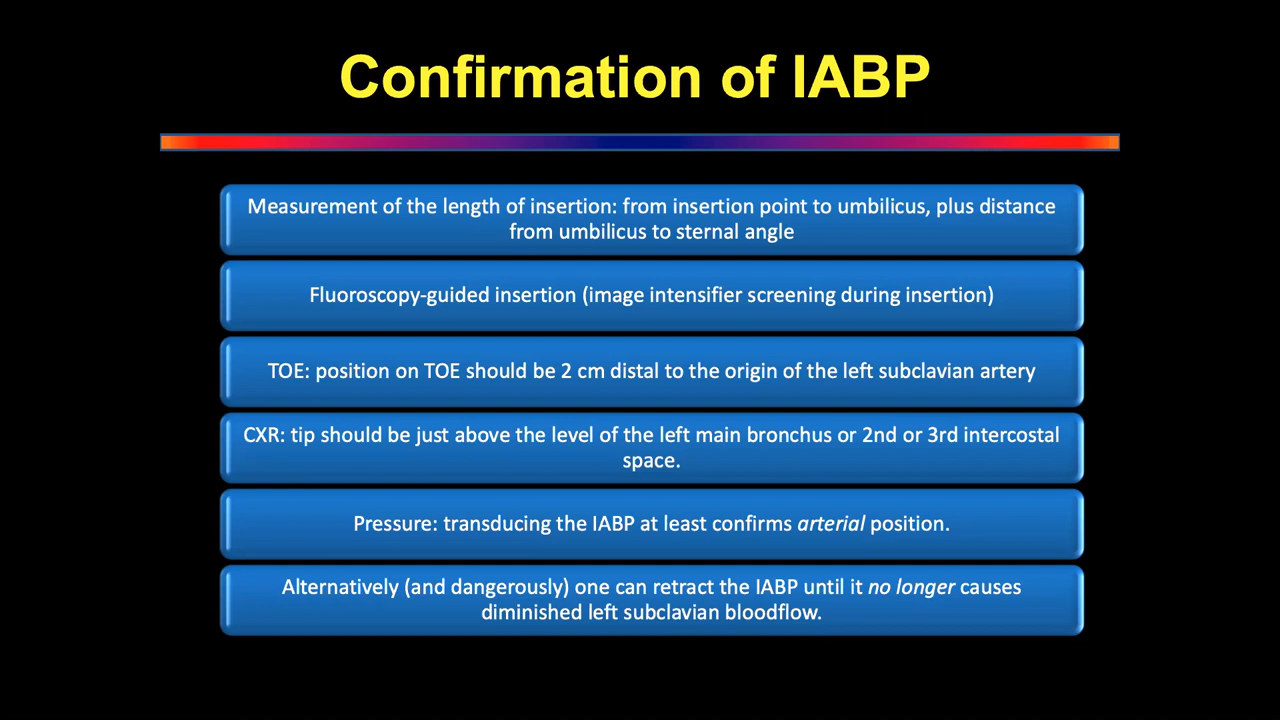 Confirmation of IABP
Measurement of the length of insertion: from insertion point to umbilicus, plus distance
from umbilicus to sternal angle
Fluoroscopy-guided insertion (image intensifier screening during insertion)
TOE: position on TOE should be 2 cm distal to the origin of the left subclavian artery
CXR: tip should be just above the level of the left main bronchus or 2nd or 3rd intercostal
space.
Pressure: transducing the IABP at least confirms arterial position.
Alternatively (and dangerously) one can retract the IABP until it no longer causes
diminished left subclavian bloodflow.